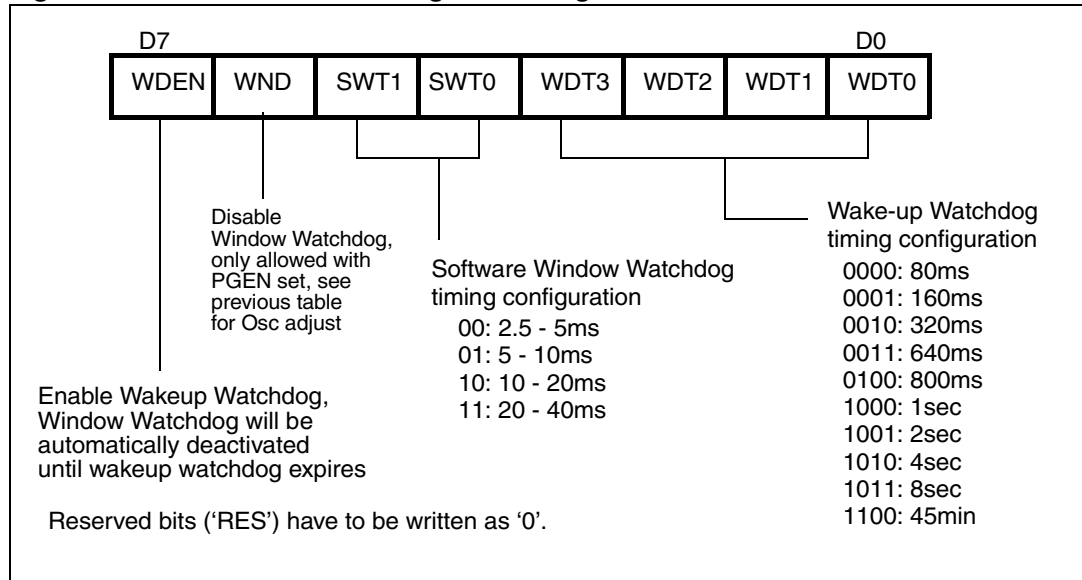 D7 D0
WDEN WND SWT1 SWT0 WDT3 WDT2 WDT1 WDT0
Disable
Window Watchdog,
only allowed with
PGEN set, see
previous table
for Osc adjust
Software Window Watchdog
timing configuration
00: 2.5 - 5ms
01: 5 - 10ms
10: 10 - 20ms
11: 20 - 40ms
Wake-up Watchdog
timing configuration
0000: 80ms
0001: 160ms
0010: 320ms
0011: 640ms
0100: 800ms
1000: 1sec
1001: 2sec
1010: 4sec
1011: 8sec
1100: 45min
Enable Wakeup Watchdog,
Window Watchdog will be
automatically deactivated
until wakeup watchdog expires
Reserved bits (‘RES’) have to be written as ‘0’.